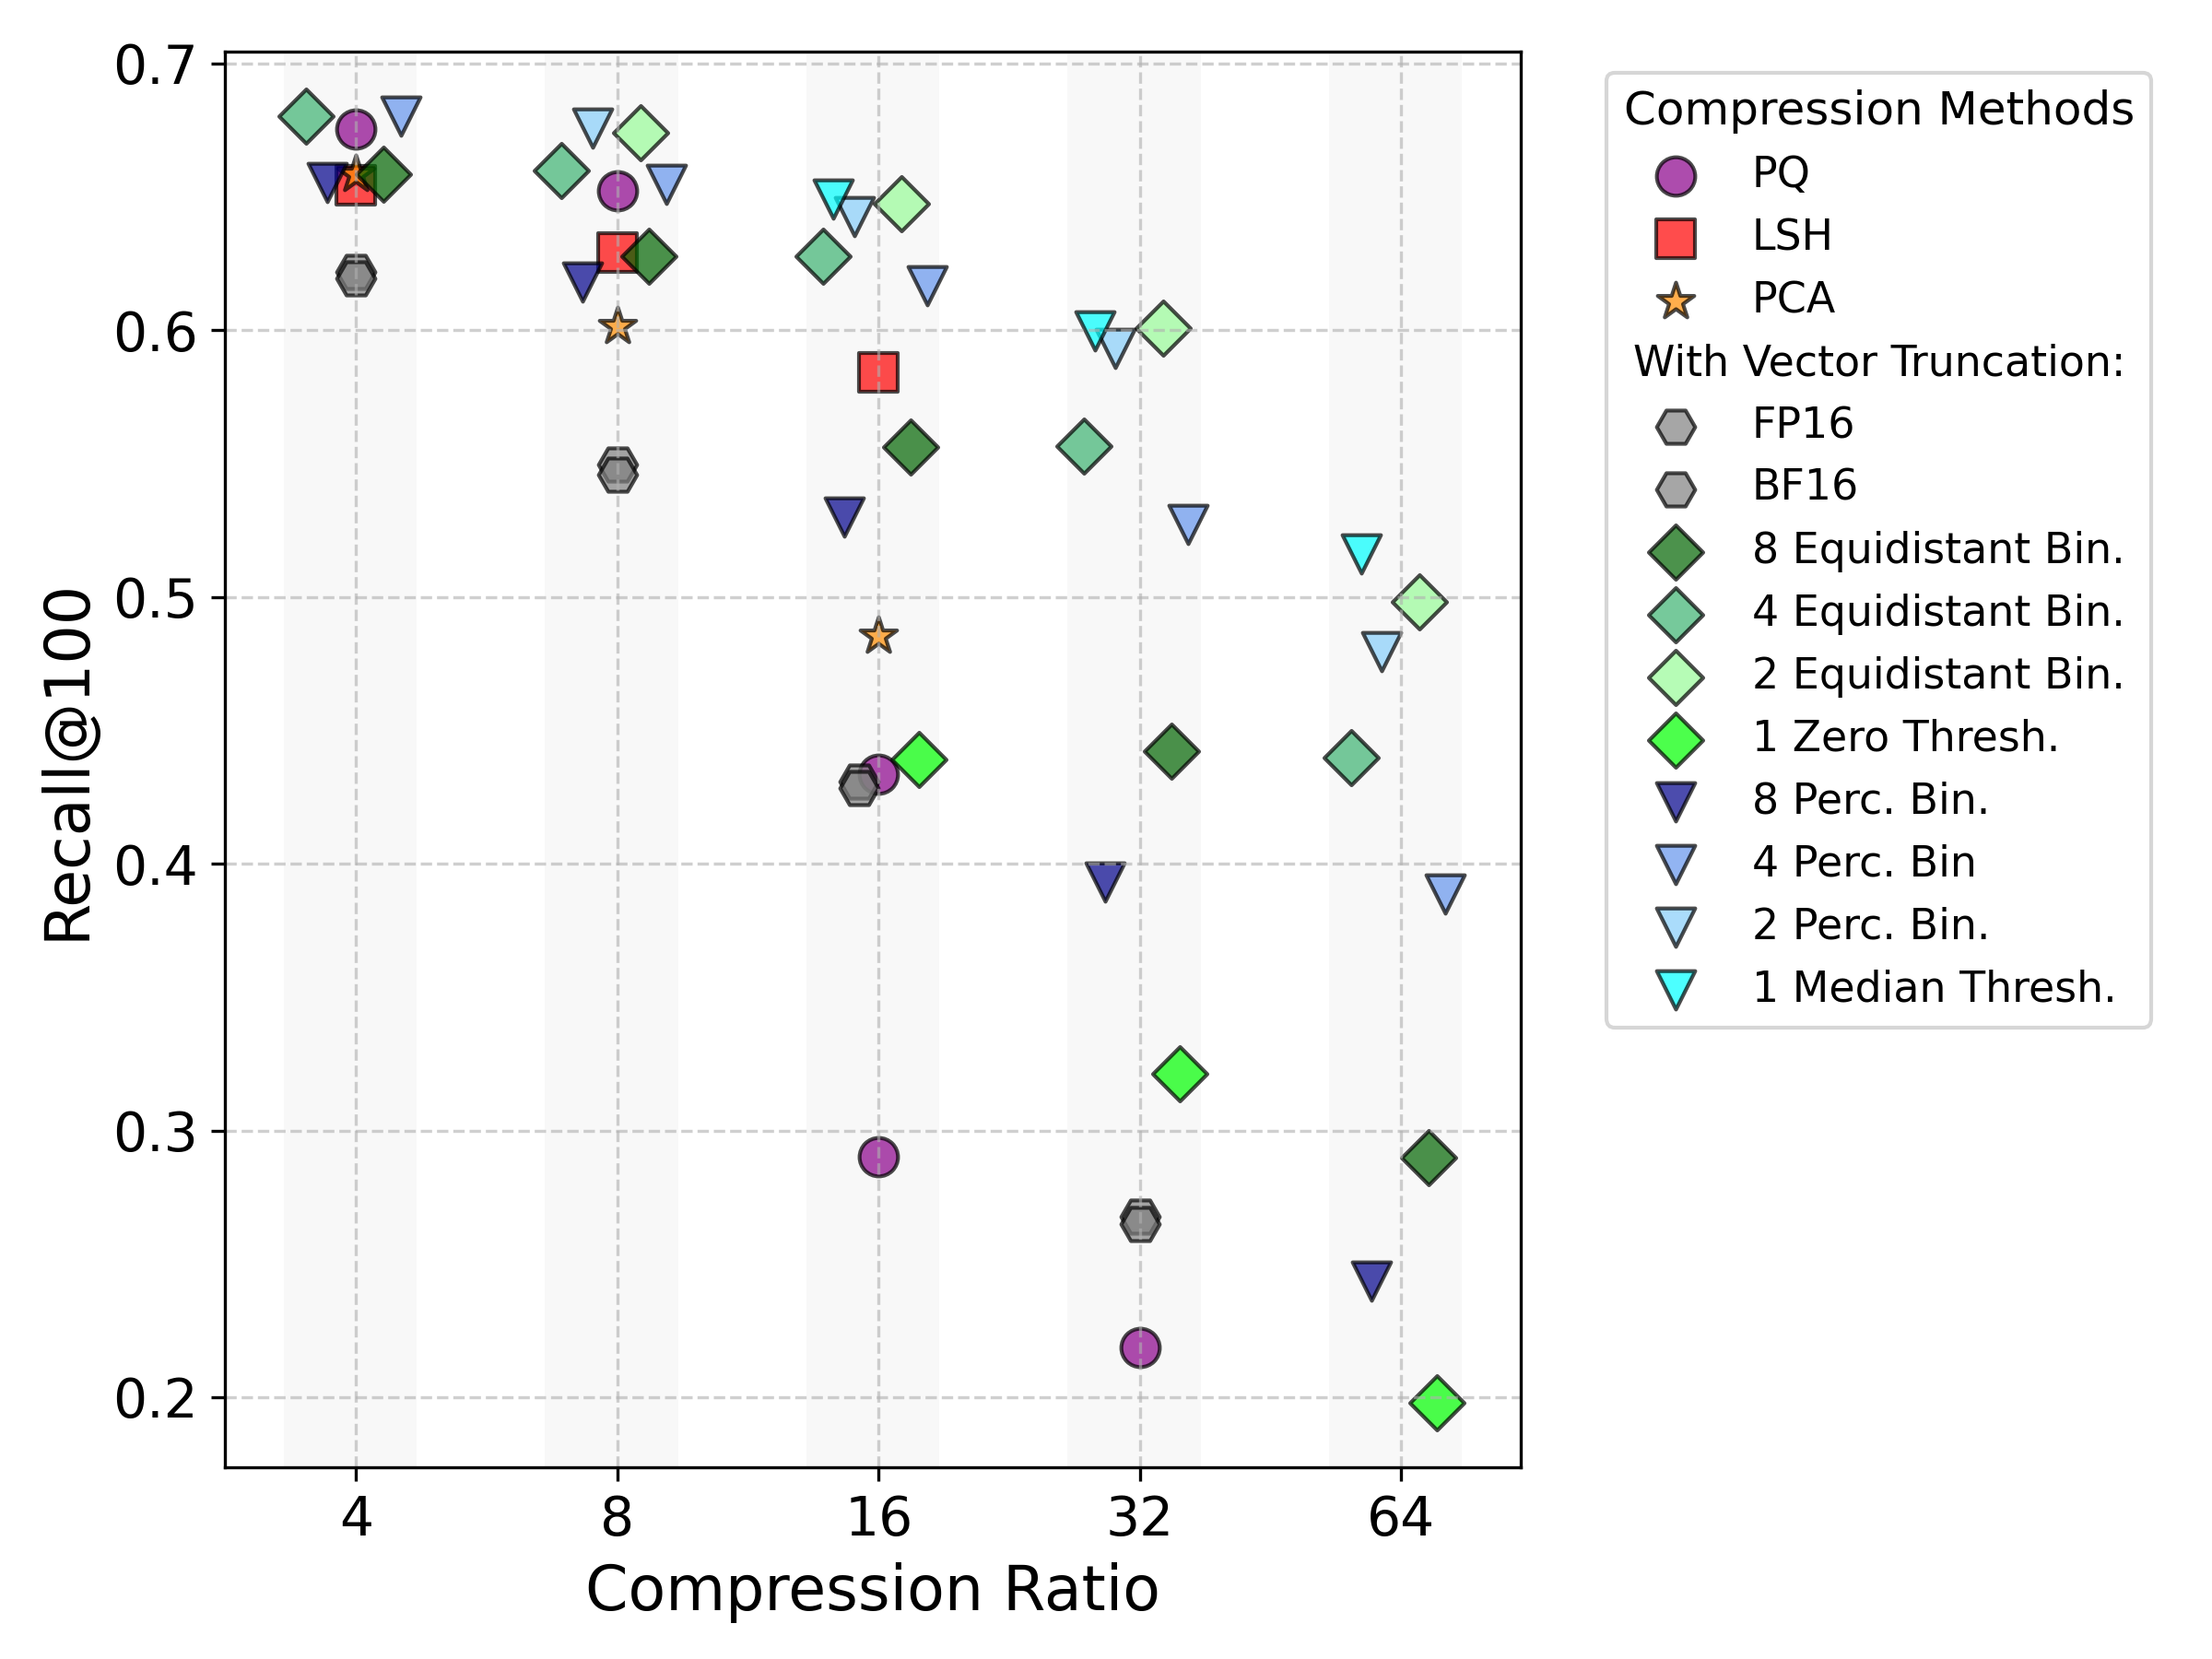 0.7
0.6
0.5
0.4
0.3
0.2
Recall@100
4
8
16
32
64
Compression Ratio
Compression Methods
PQ
LSH
PCA
With Vector Truncation:
FP16
BF16
8 Equidistant Bin.
4 Equidistant Bin.
2 Equidistant Bin.
1 Zero Thresh.
8 Perc. Bin.
4 Perc. Bin
2 Perc. Bin.
1 Median Thresh.